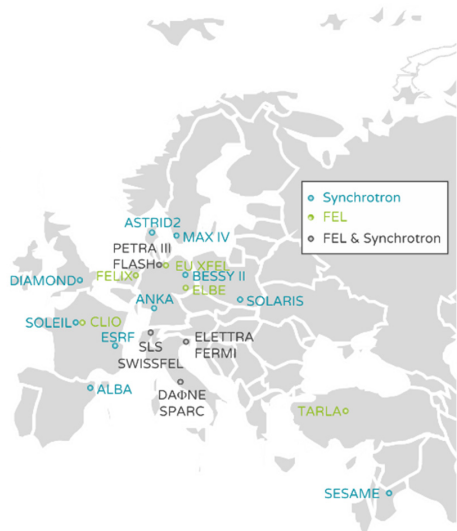 Synchrotron
FEL
FEL & Synchrotron
ASTRID2
MAX IV
PETRA III
FLASH
EU XFEL
FELIX
BESSY II
DIAMOND
ELBE
ANKA
SOLARIS
SOLEIL
CLIO
ESRF
ELETTRA
FERMI
SLS
SWISSFEL
ALBA
DAΦNE
SPARC
TARLA
SESAME